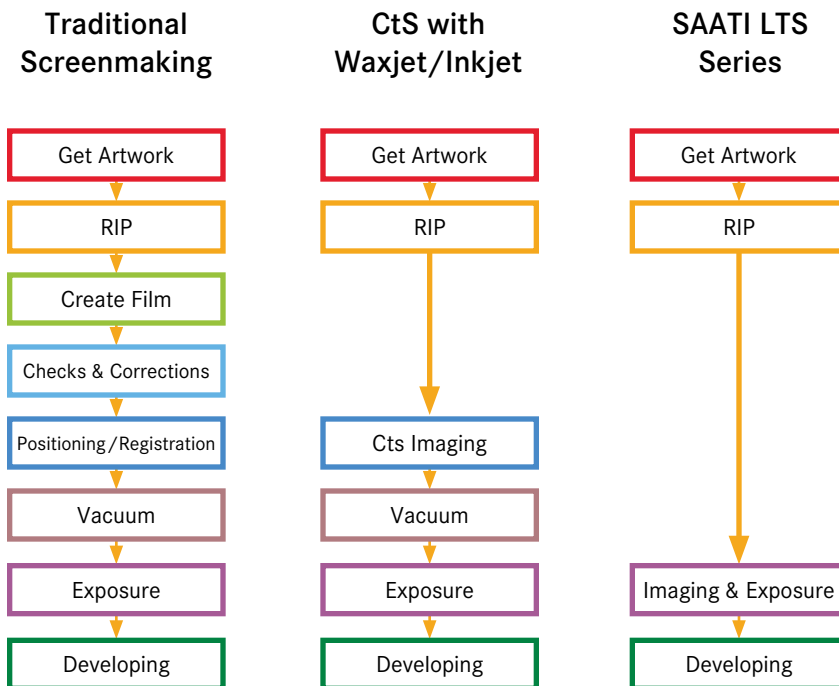 Traditional
Screenmaking
Get Artwork
RIP
Create Film
Checks & Corrections
Positioning/Registration
Vacuum
Exposure
Developing
CtS with
Waxjet/Inkjet
Get Artwork
RIP
Cts Imaging
Vacuum
Exposure
Developing
SAATI LTS
Series
Get Artwork
RIP
Imaging & Exposure
Developing